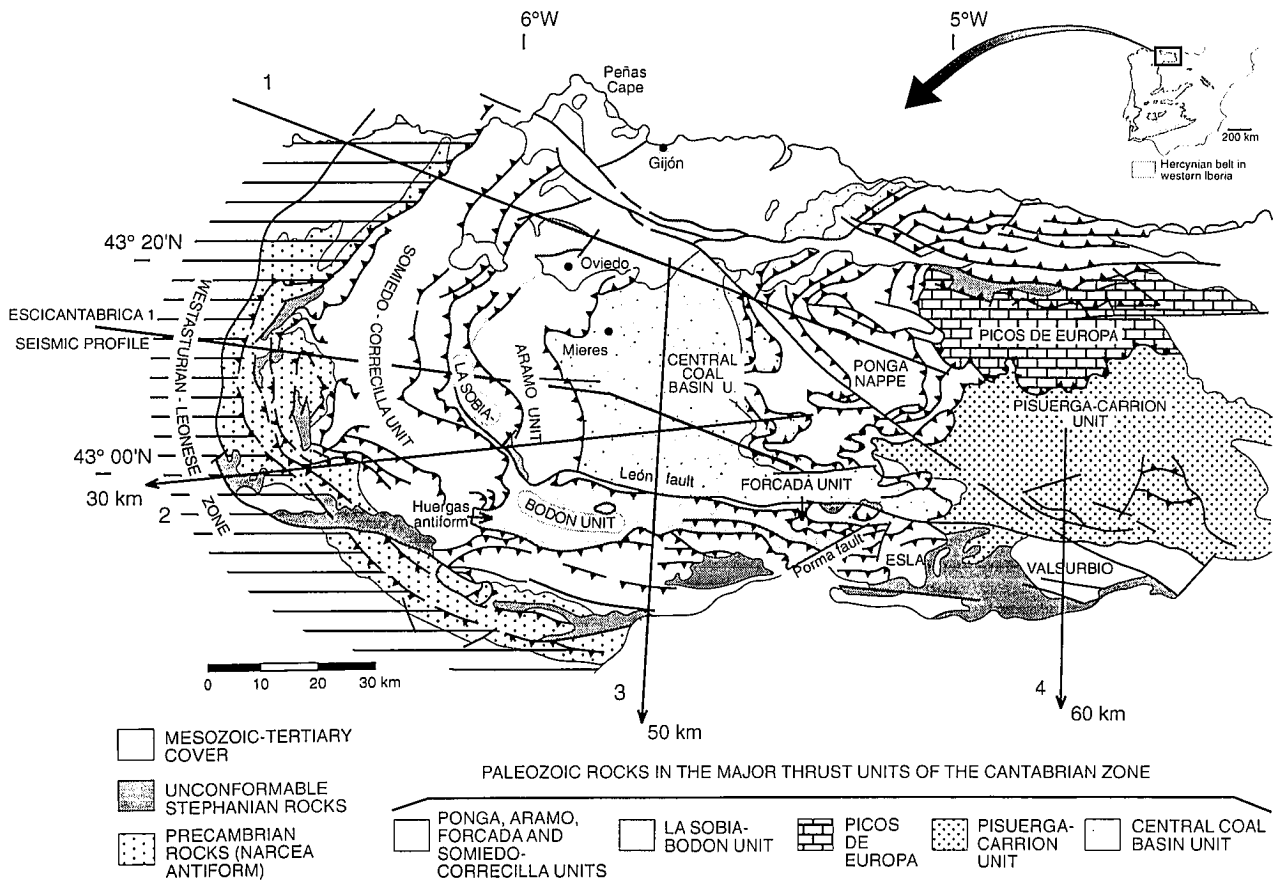 6°W
5°W
1
Peñas
Cape
Gijón
200 km
Hercynian belt in
western Iberia
43° 20'N
Oviedo
ESCICANTABRICA 1
SEISMIC PROFILE
WESTASTURIAN - LEONESE
ZONE
SOMIEDO
CORRECILLA UNIT
LA SOBIA-
ARAMO UNIT
Mieres
CENTRAL
COAL
BASIN U.
PONGA
NAPPE
PICOS DE EUROPA
PISUERGA-CARRION
UNIT
43° 00'N
30 km
2
León fault
FORCADA UNIT
Huergas
antiform
BODON UNIT
Porma fault
ESLA
VALSURBIO
0 10 20 30 km
3
50 km
4
60 km
MESOZOIC-TERTIARY
COVER
UNCONFORMABLE
STEPHANIAN ROCKS
PRECAMBRIAN
ROCKS (NARCEA
ANTIFORM)
PALEOZOIC ROCKS IN THE MAJOR THRUST UNITS OF THE CANTABRIAN ZONE
PONGA, ARAMO,
FORCADA AND
SOMIEDO-
CORRECILLA UNITS
LA SOBIA-
BODON UNIT
PICOS
DE
EUROPA
PISUERGA-
CARRION
UNIT
CENTRAL COAL
BASIN UNIT